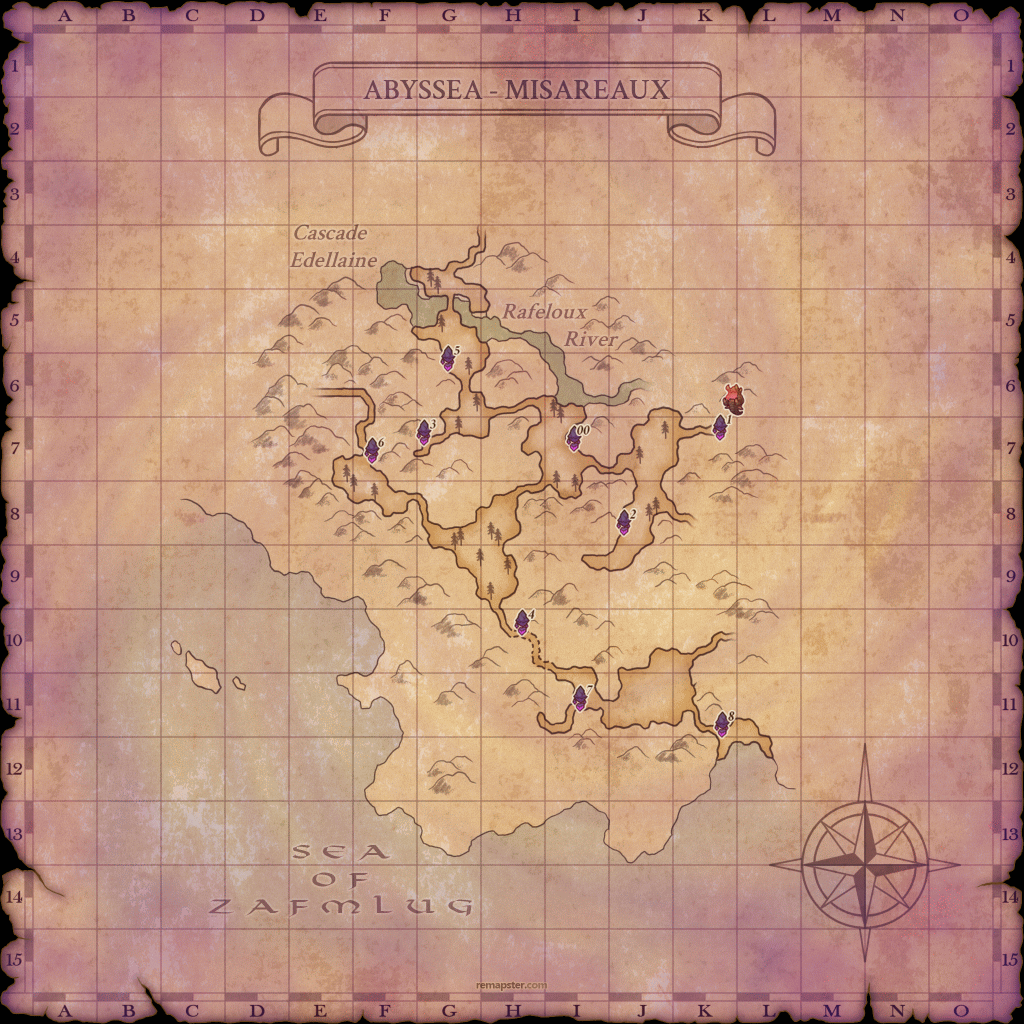 A B C D E F G H I J K L M N O
1 1
ABYSSEA - MISAREAUX
2 2
3 3
Cascade
Edellaine
4 4
Rafeloux
River
5 5
5
6 6
1
3
00
6
7 7
2
8 8
9 9
4
10 10
7
11 11
8
12 12
13 13
SEA
OF
ZAFMLUG
14 14
15 15
remapster.com
A B C D E F G H I J K L M N O